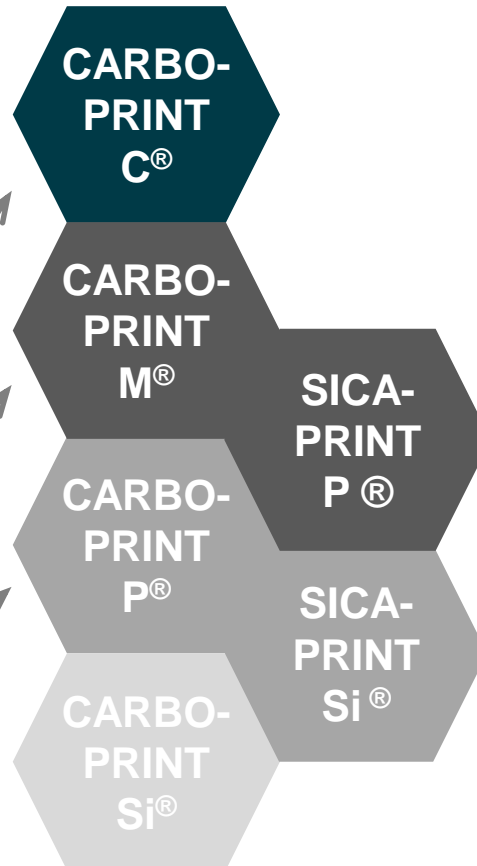 CARBO-
PRINT
C®
CARBO-
PRINT
M®
SICA-
PRINT
P ®
CARBO-
PRINT
P®
SICA-
PRINT
Si ®
CARBO-
PRINT
Si®